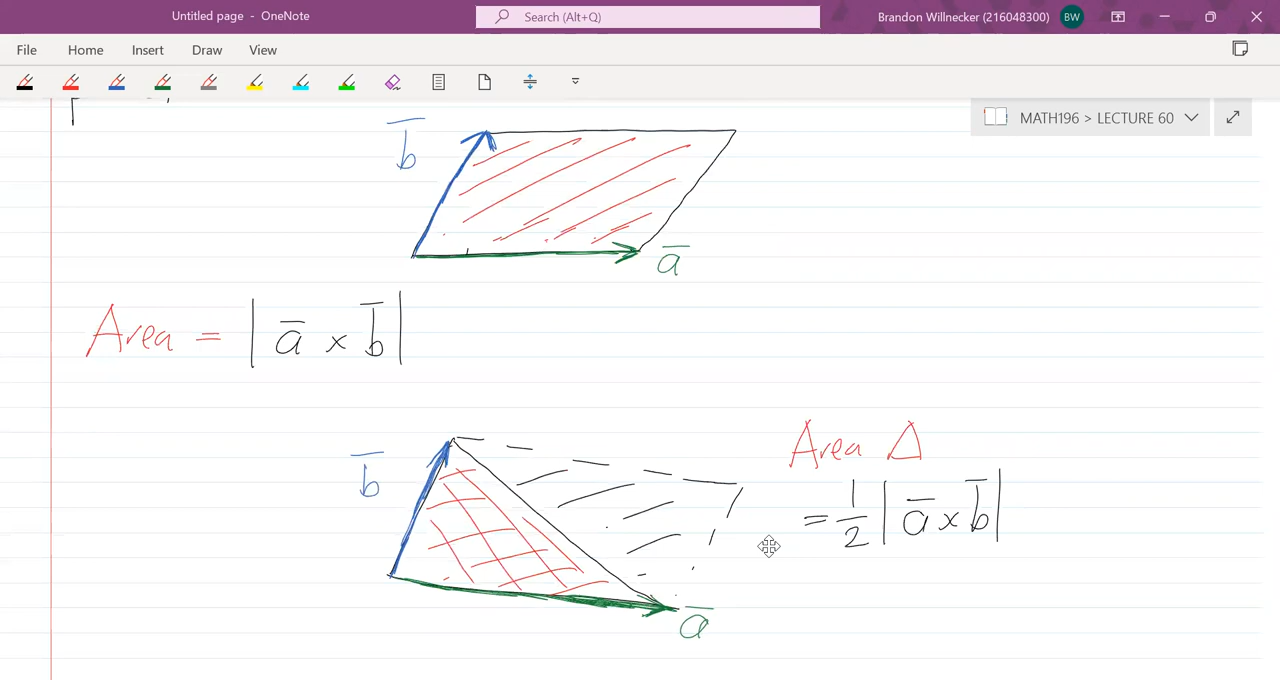 Untitled page - OneNote
Search (Alt+Q)
Brandon Willnecker (216048300)
BW
File Home Insert Draw View
MATH196 > LECTURE 60
b̅
a̅
Area = | a̅ × b̅ |
b̅
a̅
Area Δ
= 1/2 | a̅ × b̅ |